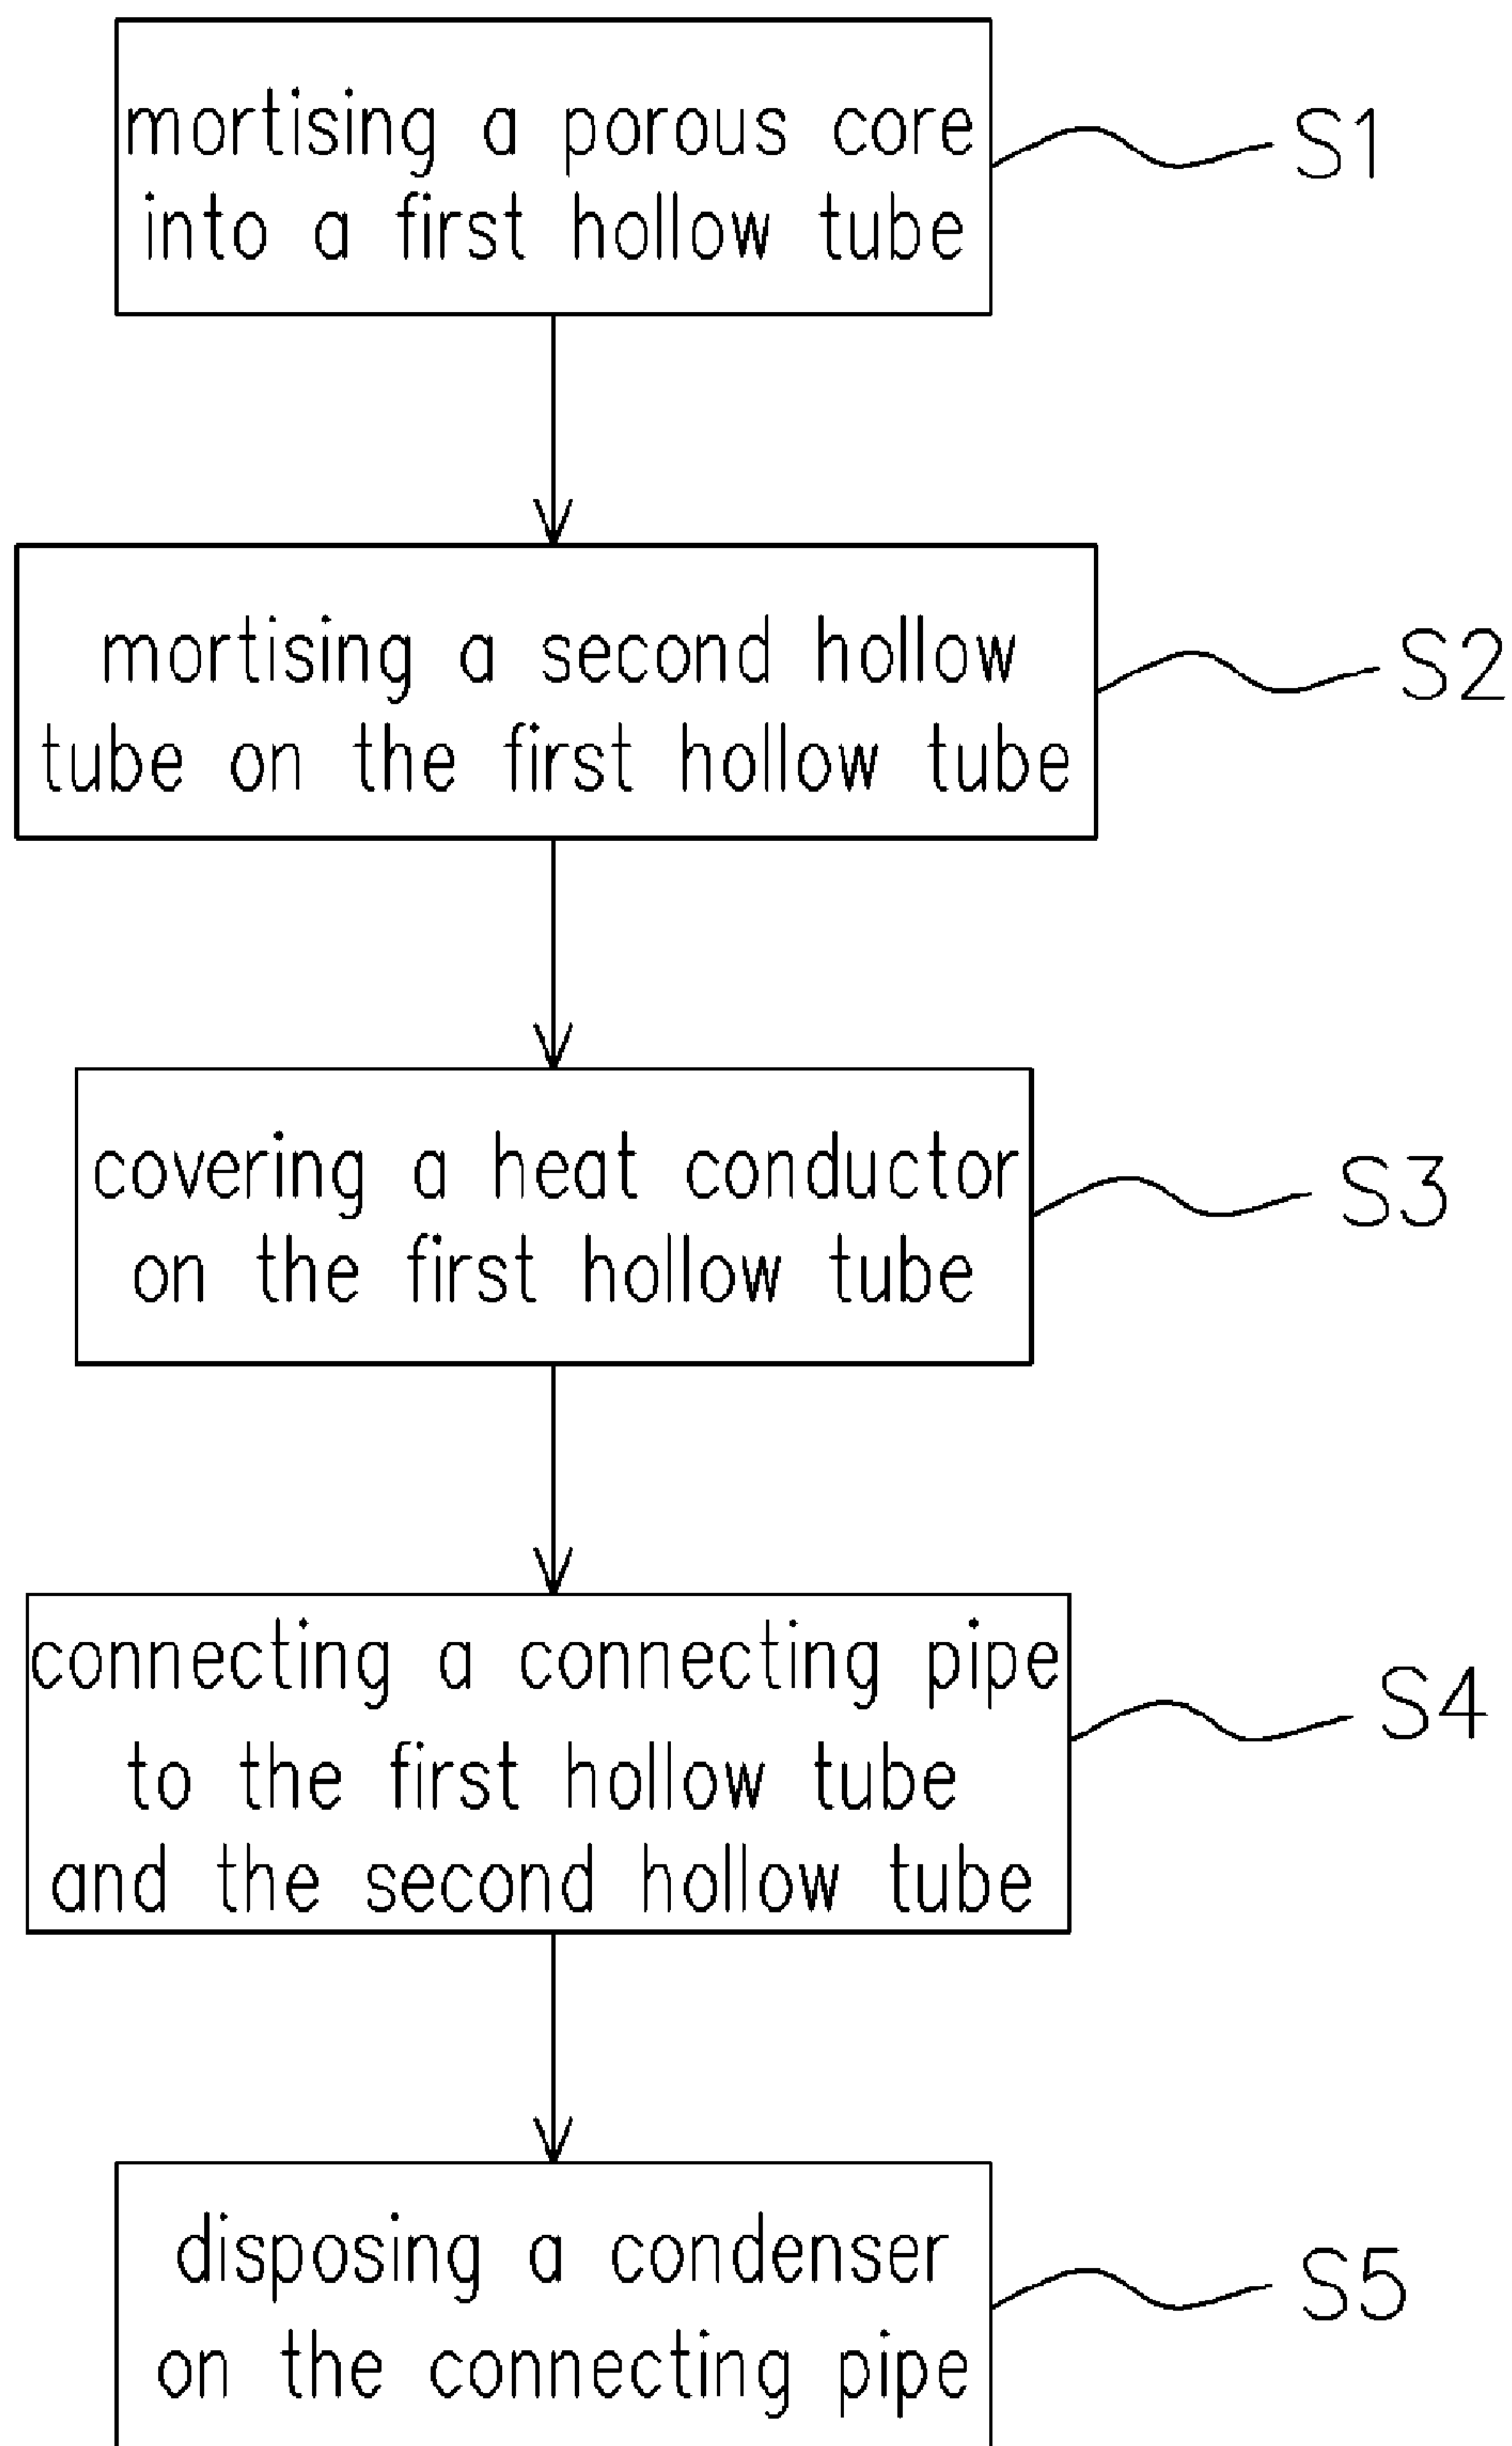 mortising a porous core
into a first hollow tube
S1
mortising a second hollow
tube on the first hollow tube
S2
covering a heat conductor
on the first hollow tube
S3
connecting a connecting pipe
to the first hollow tube
and the second hollow tube
S4
disposing a condenser
on the connecting pipe
S5